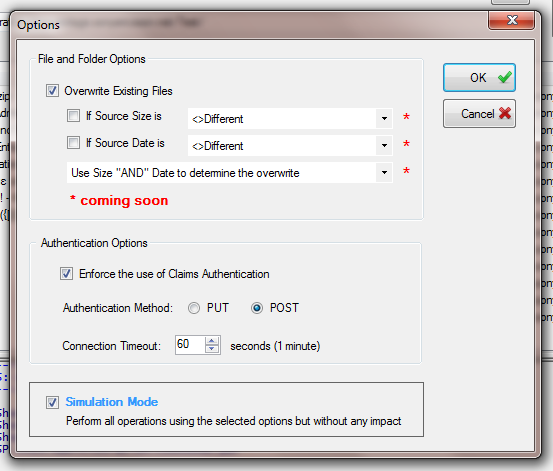 Options
File and Folder Options
Overwrite Existing Files
If Source Size is <>Different *
If Source Date is <>Different *
Use Size "AND" Date to determine the overwrite *
* coming soon
OK
Cancel
Authentication Options
Enforce the use of Claims Authentication
Authentication Method: PUT POST
Connection Timeout: 60 seconds (1 minute)
Simulation Mode
Perform all operations using the selected options but without any impact